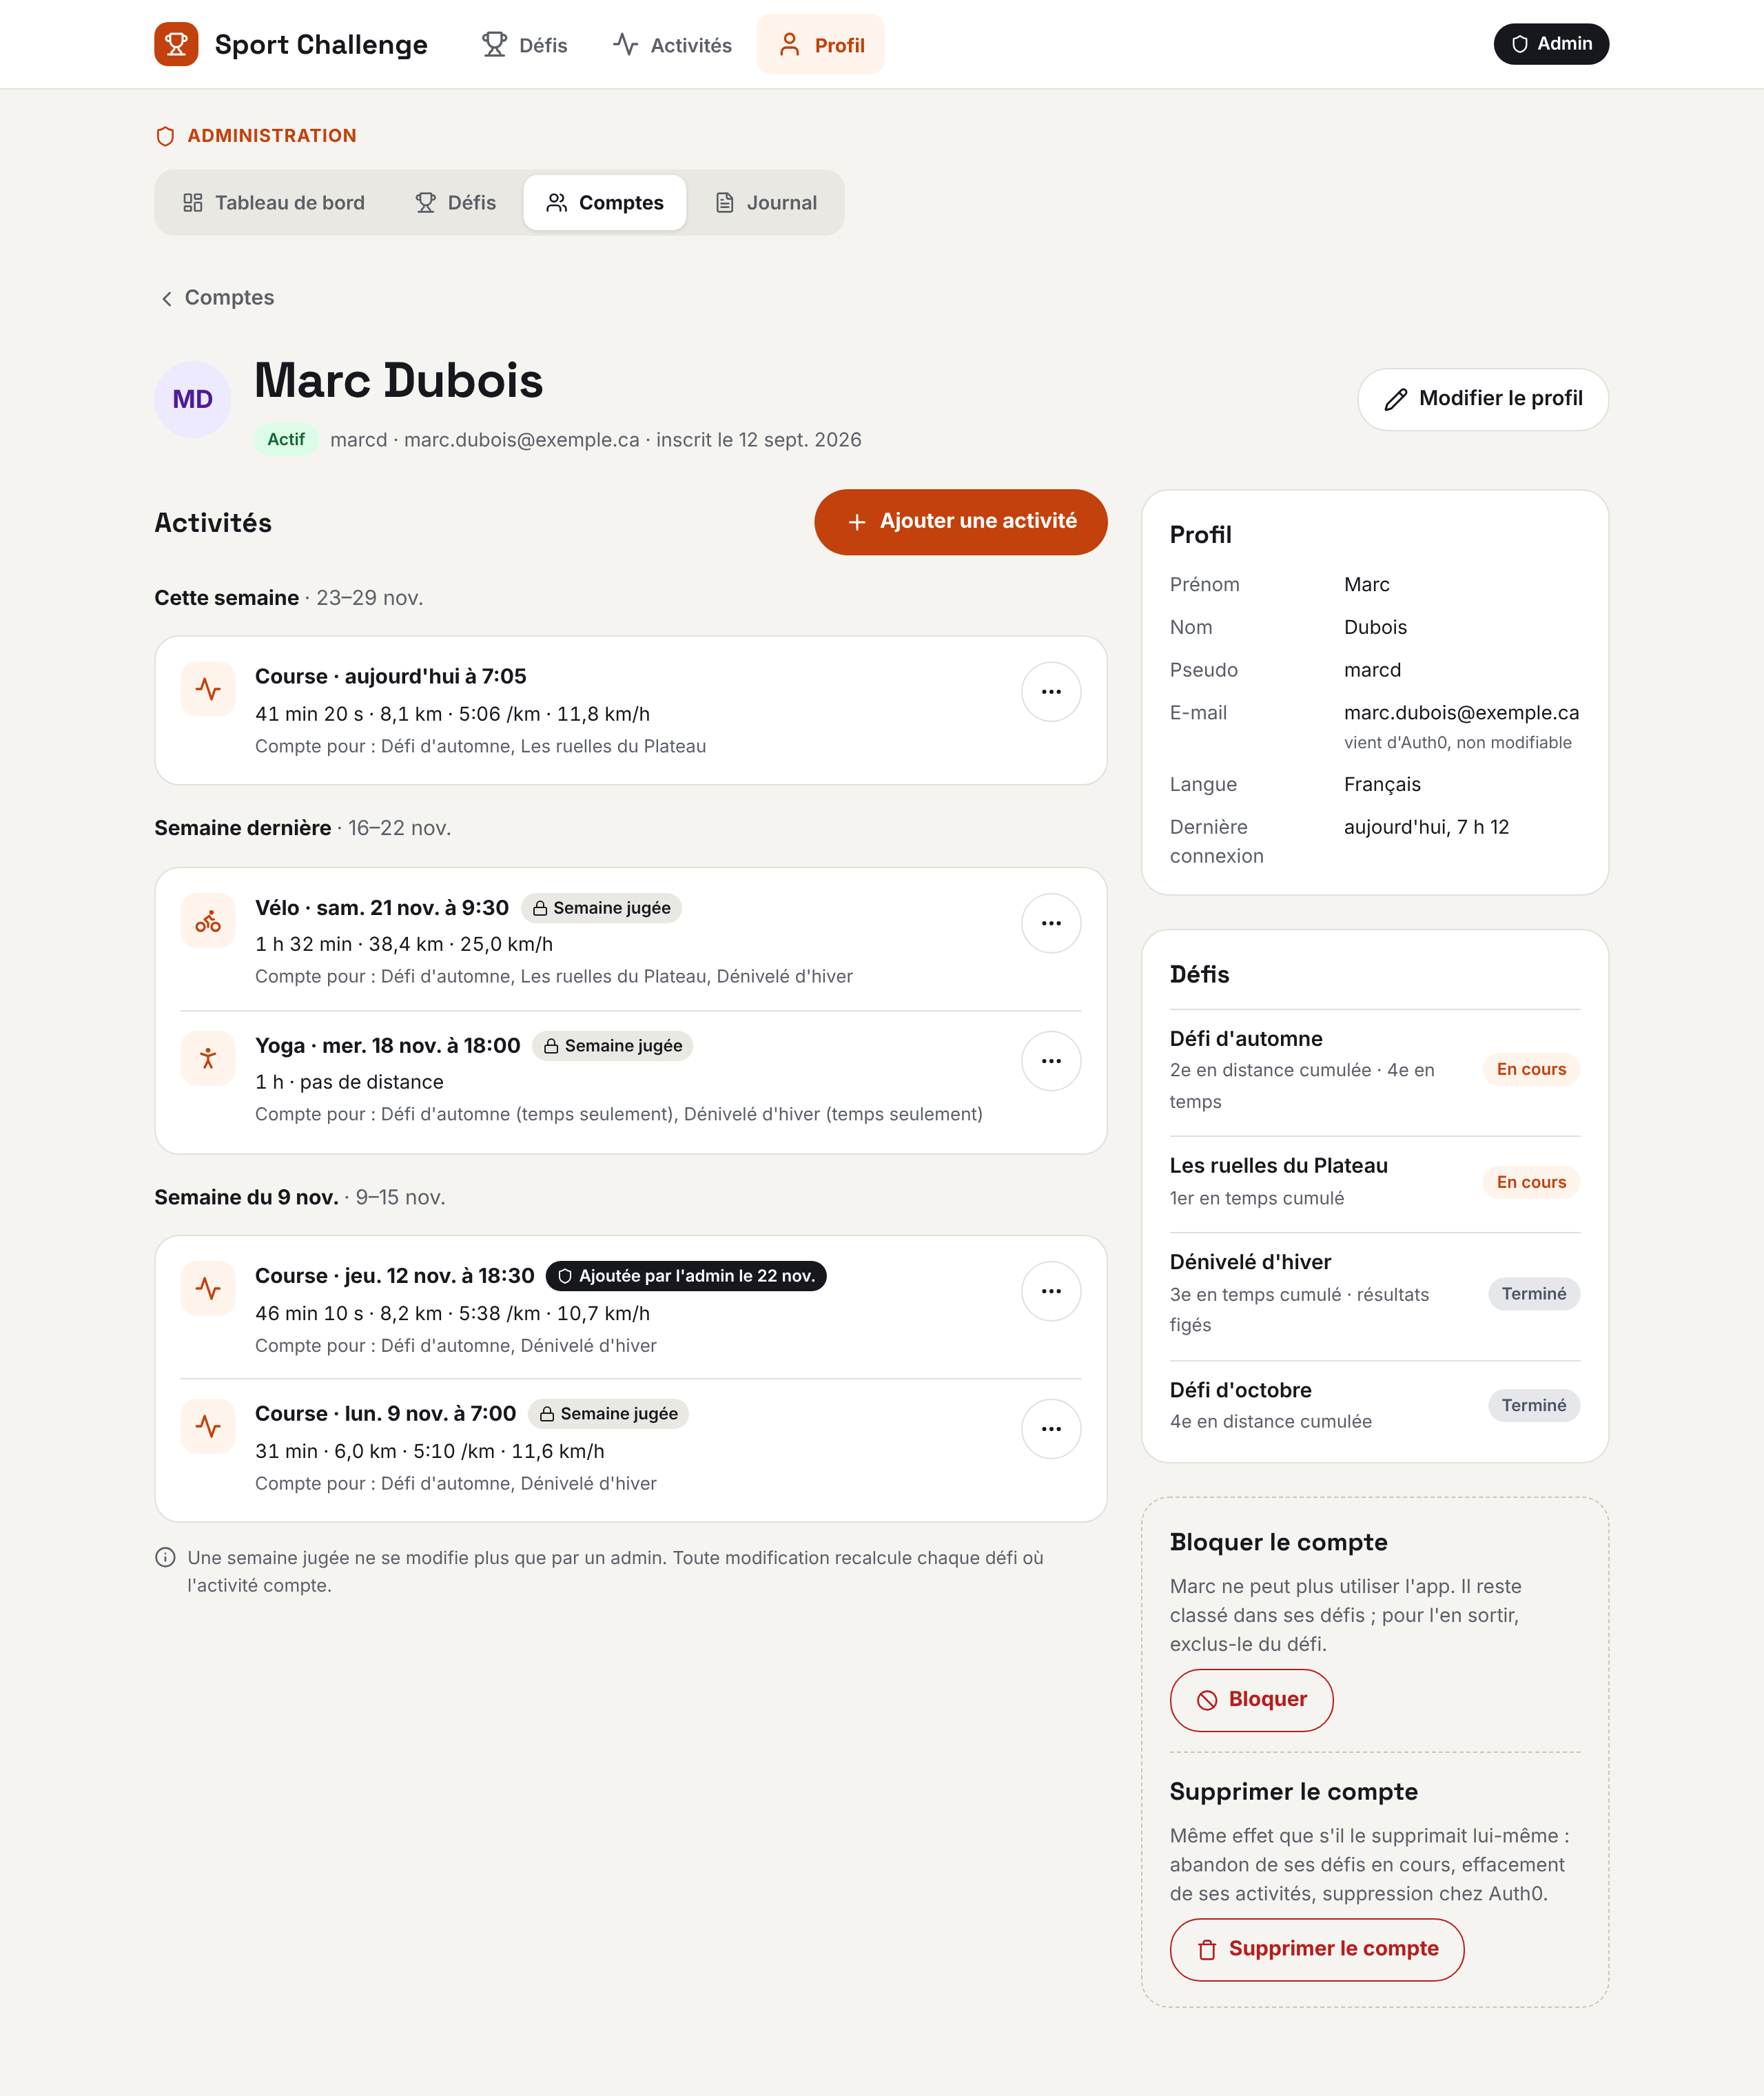 Sport Challenge
Défis
Activités
Profil
Admin
ADMINISTRATION
Tableau de bord
Défis
Comptes
Journal
Comptes
MD
Marc Dubois
Actif
marcd · marc.dubois@exemple.ca · inscrit le 12 sept. 2026
Modifier le profil
Activités
Ajouter une activité
Cette semaine · 23–29 nov.
Course · aujourd'hui à 7:05
41 min 20 s · 8,1 km · 5:06 /km · 11,8 km/h
Compte pour : Défi d'automne, Les ruelles du Plateau
Semaine dernière · 16–22 nov.
Vélo · sam. 21 nov. à 9:30
Semaine jugée
1 h 32 min · 38,4 km · 25,0 km/h
Compte pour : Défi d'automne, Les ruelles du Plateau, Dénivelé d'hiver
Yoga · mer. 18 nov. à 18:00
Semaine jugée
1 h · pas de distance
Compte pour : Défi d'automne (temps seulement), Dénivelé d'hiver (temps seulement)
Semaine du 9 nov. · 9–15 nov.
Course · jeu. 12 nov. à 18:30
Ajoutée par l'admin le 22 nov.
46 min 10 s · 8,2 km · 5:38 /km · 10,7 km/h
Compte pour : Défi d'automne, Dénivelé d'hiver
Course · lun. 9 nov. à 7:00
Semaine jugée
31 min · 6,0 km · 5:10 /km · 11,6 km/h
Compte pour : Défi d'automne, Dénivelé d'hiver
Une semaine jugée ne se modifie plus que par un admin. Toute modification recalcule chaque défi où
l'activité compte.
Profil
Prénom
Marc
Nom
Dubois
Pseudo
marcd
E-mail
marc.dubois@exemple.ca
vient d'Auth0, non modifiable
Langue
Français
Dernière
connexion
aujourd'hui, 7 h 12
Défis
Défi d'automne
2e en distance cumulée · 4e en
temps
En cours
Les ruelles du Plateau
1er en temps cumulé
En cours
Dénivelé d'hiver
3e en temps cumulé · résultats
figés
Terminé
Défi d'octobre
4e en distance cumulée
Terminé
Bloquer le compte
Marc ne peut plus utiliser l'app. Il reste
classé dans ses défis ; pour l'en sortir,
exclus-le du défi.
Bloquer
Supprimer le compte
Même effet que s'il le supprimait lui-même :
abandon de ses défis en cours, effacement
de ses activités, suppression chez Auth0.
Supprimer le compte